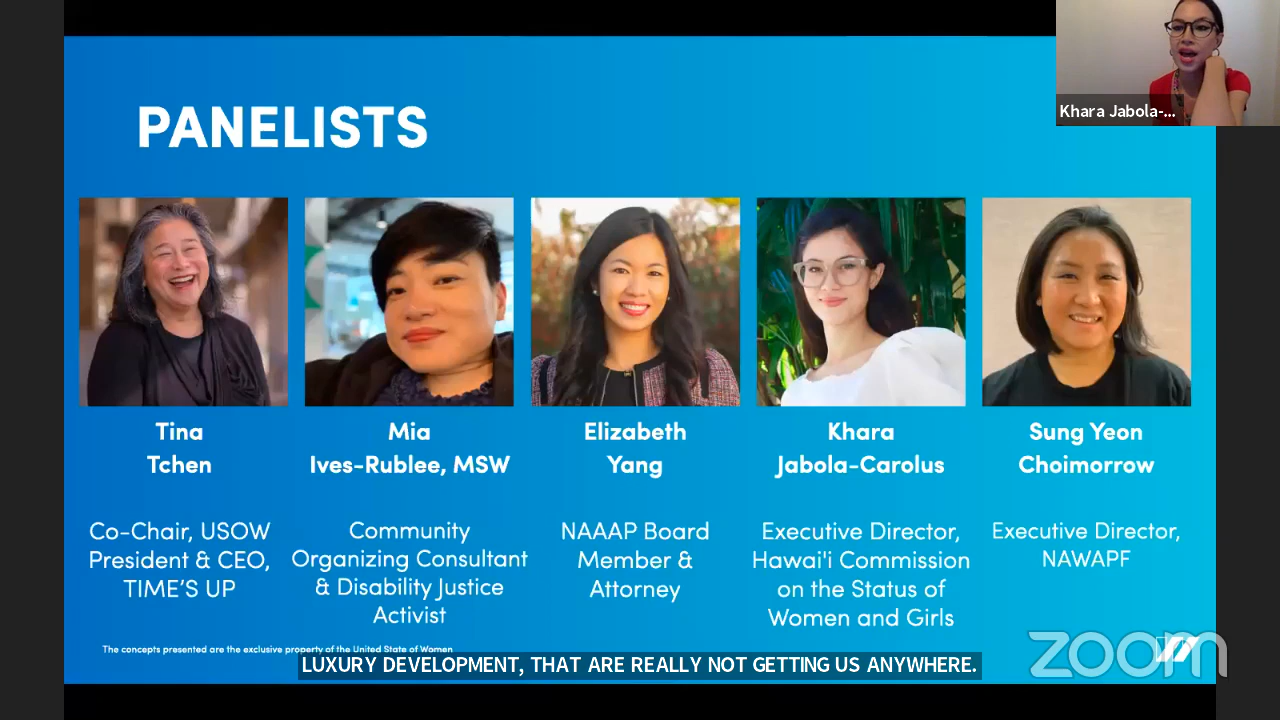 Khara Jabola-...
PANELISTS
Tina
Tchen
Co-Chair, USOW
President & CEO,
TIME'S UP
Mia
Ives-Rublee, MSW
Community
Organizing Consultant
& Disability Justice
Activist
Elizabeth
Yang
NAAAP Board
Member &
Attorney
Khara
Jabola-Carolus
Executive Director,
Hawai'i Commission
on the Status of
Women and Girls
Sung Yeon
Choimorrow
Executive Director,
NAWAPF
The concepts presented are the exclusive property of the United State of Women
LUXURY DEVELOPMENT, THAT ARE REALLY NOT GETTING US ANYWHERE.
zoom